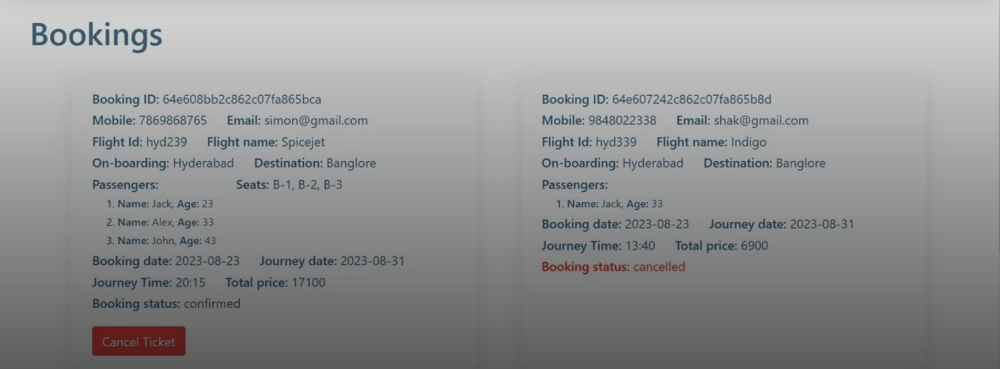 Bookings
Booking ID: 64e608bb2c862c07fa865bca
Mobile: 7869868765 Email: simon@gmail.com
Flight Id: hyd239 Flight name: Spicejet
On-boarding: Hyderabad Destination: Banglore
Passengers: Seats: B-1, B-2, B-3
1. Name: Jack, Age: 23
2. Name: Alex, Age: 33
3. Name: John, Age: 43
Booking date: 2023-08-23 Journey date: 2023-08-31
Journey Time: 20:15 Total price: 17100
Booking status: confirmed
Cancel Ticket
Booking ID: 64e607242c862c07fa865b8d
Mobile: 9848022338 Email: shak@gmail.com
Flight Id: hyd339 Flight name: Indigo
On-boarding: Hyderabad Destination: Banglore
Passengers:
1. Name: Jack, Age: 33
Booking date: 2023-08-23 Journey date: 2023-08-31
Journey Time: 13:40 Total price: 6900
Booking status: cancelled